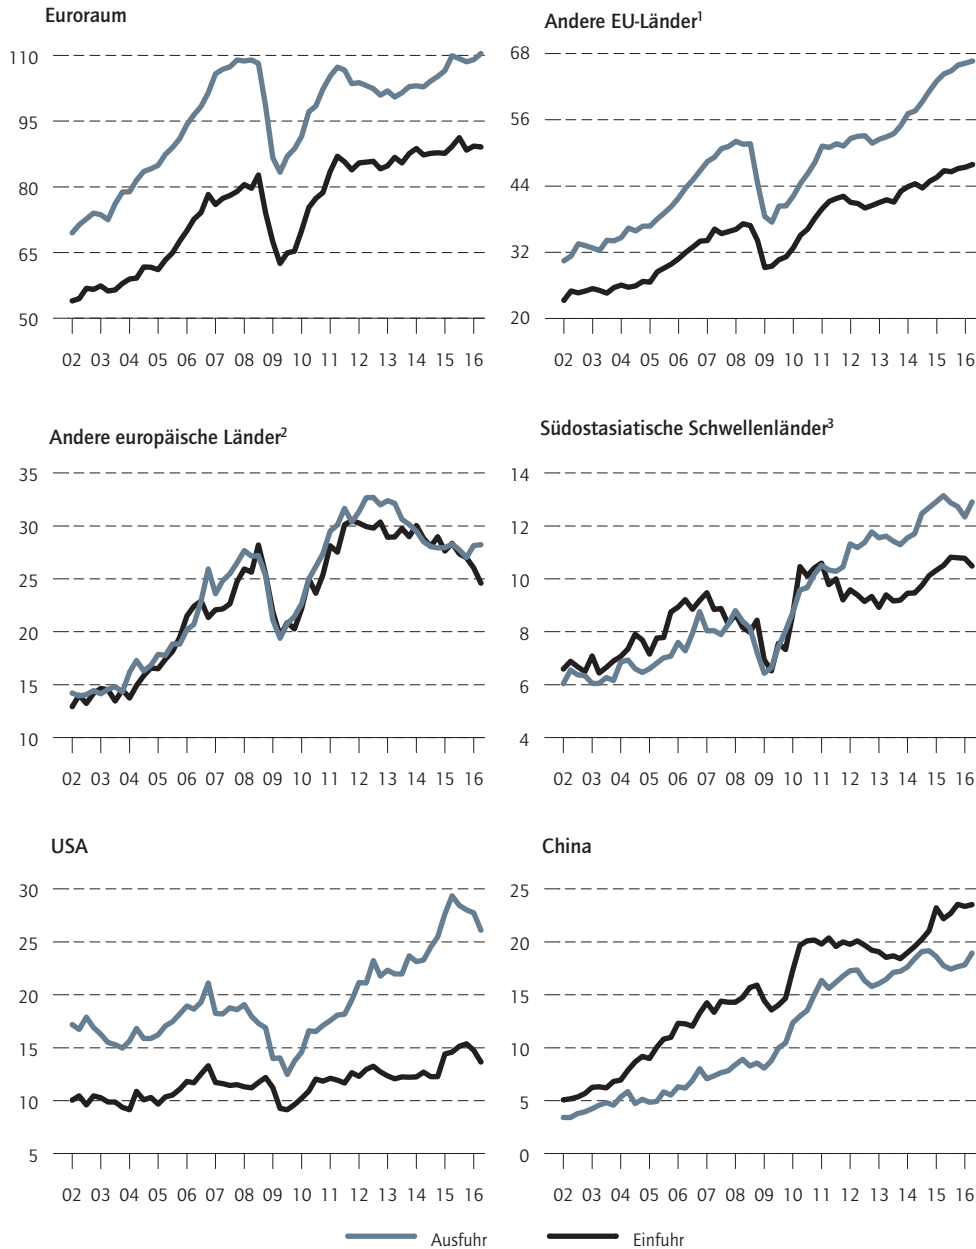 Euroraum
110
95
80
65
50
02 03 04 05 06 07 08 09 10 11 12 13 14 15 16
Andere EU-Länder¹
68
56
44
32
20
02 03 04 05 06 07 08 09 10 11 12 13 14 15 16
Andere europäische Länder²
35
30
25
20
15
10
02 03 04 05 06 07 08 09 10 11 12 13 14 15 16
Südostasiatische Schwellenländer³
14
12
10
8
6
4
02 03 04 05 06 07 08 09 10 11 12 13 14 15 16
USA
30
25
20
15
10
5
02 03 04 05 06 07 08 09 10 11 12 13 14 15 16
China
25
20
15
10
5
0
02 03 04 05 06 07 08 09 10 11 12 13 14 15 16
Ausfuhr Einfuhr